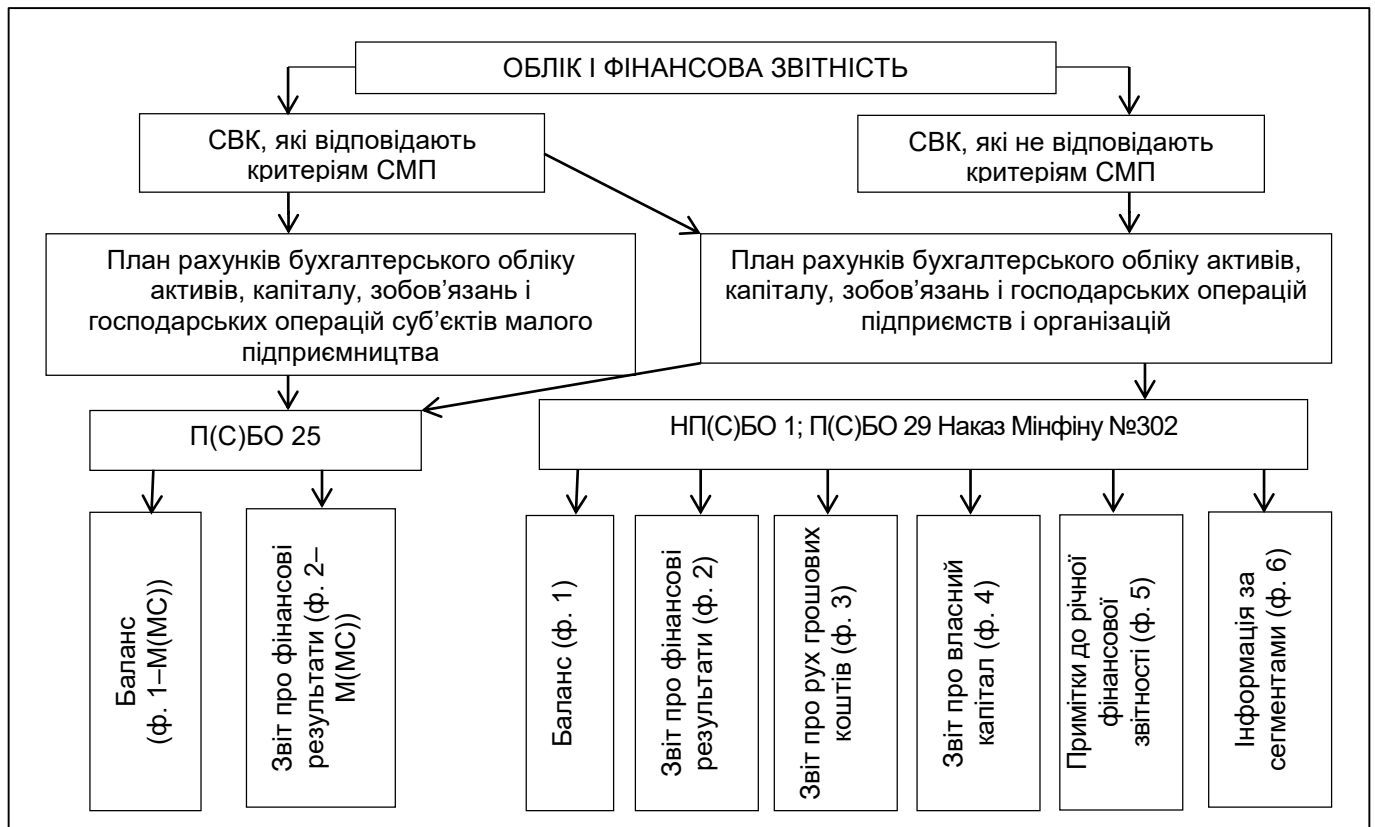 ОБЛІК І ФІНАНСОВА ЗВІТНІСТЬ
СВК, які відповідають
критеріям СМП
СВК, які не відповідають
критеріям СМП
План рахунків бухгалтерського обліку
активів, капіталу, зобов’язань і
господарських операцій суб’єктів малого
підприємництва
План рахунків бухгалтерського обліку активів,
капіталу, зобов’язань і господарських операцій
підприємств і організацій
П(С)БО 25
НП(С)БО 1; П(С)БО 29 Наказ Мінфіну №302
Баланс
(ф. 1–М(МС))
Звіт про фінансові
результати (ф. 2–
М(МС))
Баланс (ф. 1)
Звіт про фінансові
результати (ф. 2)
Звіт про рух грошових
коштів (ф. 3)
Звіт про власний
капітал (ф. 4)
Примітки до річної
фінансової
звітності (ф. 5)
Інформація за
сегментами (ф. 6)